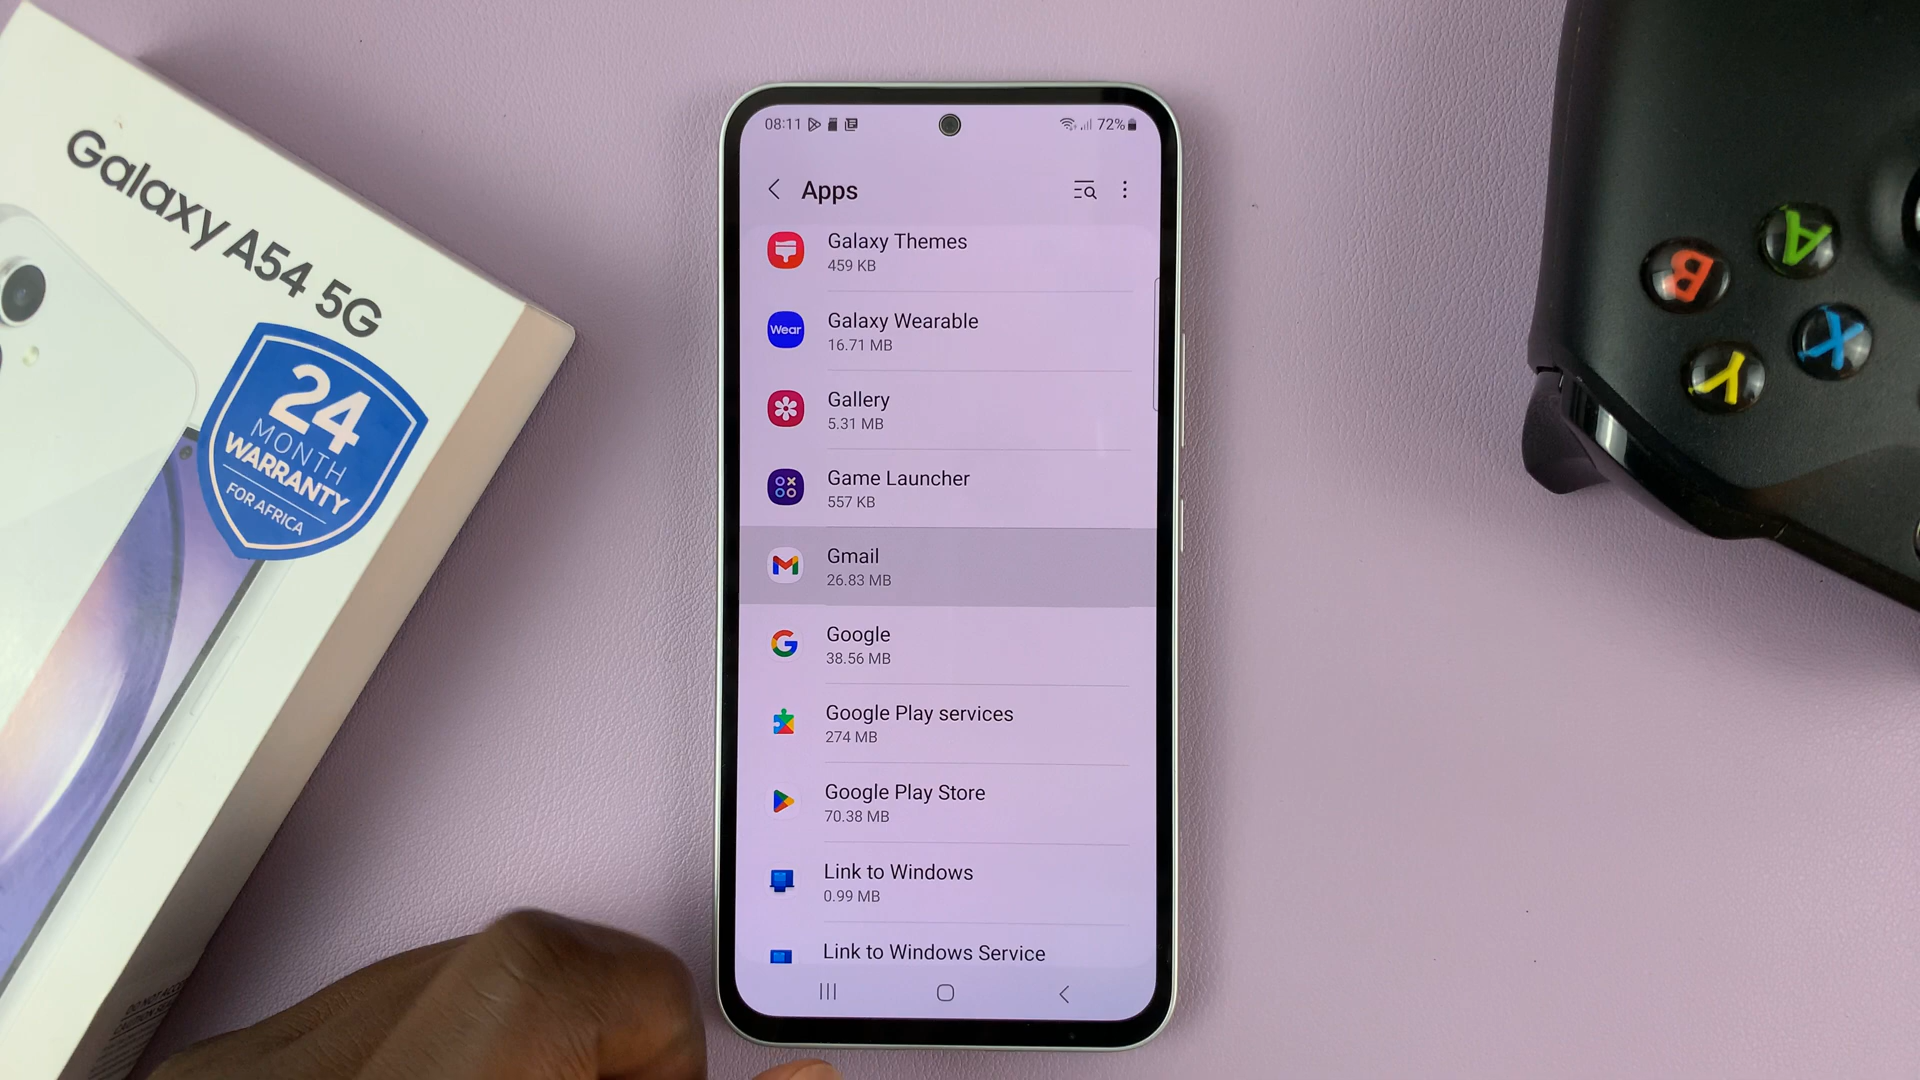 Galaxy A54 5G
24
MONTH
WARRANTY
FOR AFRICA
08:11
72%
Apps
Galaxy Themes
459 KB
Wear
Galaxy Wearable
16.71 MB
Gallery
5.31 MB
Game Launcher
557 KB
Gmail
26.83 MB
Google
38.56 MB
Google Play services
274 MB
Google Play Store
70.38 MB
Link to Windows
0.99 MB
Link to Windows Service
A
B
X
Y